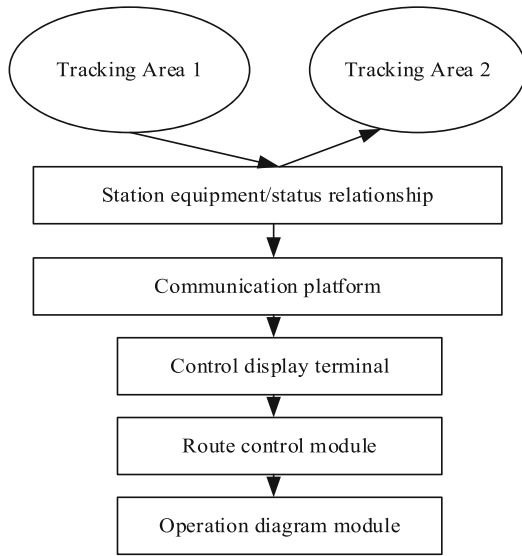 Tracking Area 1
Tracking Area 2
Station equipment/status relationship
Communication platform
Control display terminal
Route control module
Operation diagram module